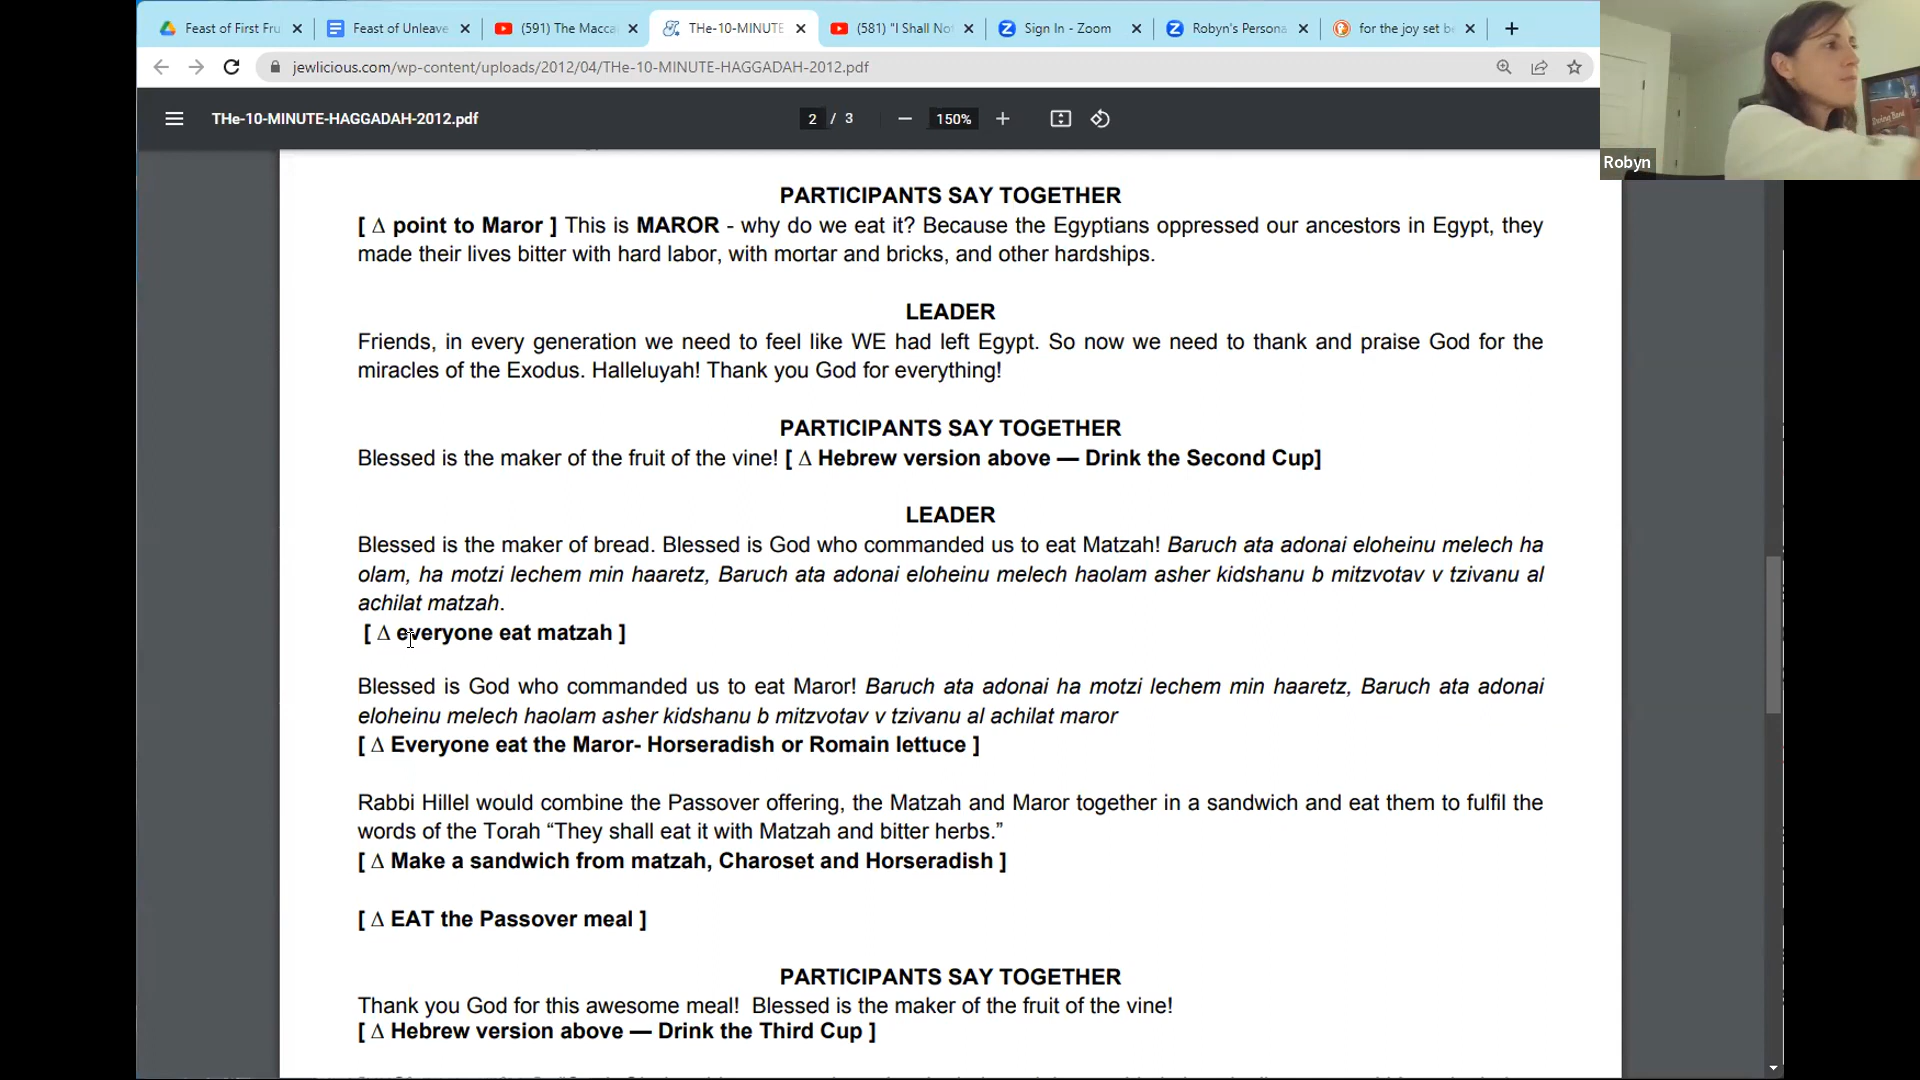 Feast of First Fru
Feast of Unleave
(591) The Macca
THe-10-MINUTE
(581) "I Shall No
Sign In - Zoom
Robyn's Persona
for the joy set b
jewlicious.com/wp-content/uploads/2012/04/THe-10-MINUTE-HAGGADAH-2012.pdf
THe-10-MINUTE-HAGGADAH-2012.pdf
2 / 3
150%
Robyn
PARTICIPANTS SAY TOGETHER
[ Δ point to Maror ] This is MAROR - why do we eat it? Because the Egyptians oppressed our ancestors in Egypt, they
made their lives bitter with hard labor, with mortar and bricks, and other hardships.
LEADER
Friends, in every generation we need to feel like WE had left Egypt. So now we need to thank and praise God for the
miracles of the Exodus. Halleluyah! Thank you God for everything!
PARTICIPANTS SAY TOGETHER
Blessed is the maker of the fruit of the vine! [ Δ Hebrew version above — Drink the Second Cup]
LEADER
Blessed is the maker of bread. Blessed is God who commanded us to eat Matzah! Baruch ata adonai eloheinu melech ha
olam, ha motzi lechem min haaretz, Baruch ata adonai eloheinu melech haolam asher kidshanu b mitzvotav v tzivanu al
achilat matzah.
[ Δ everyone eat matzah ]
Blessed is God who commanded us to eat Maror! Baruch ata adonai ha motzi lechem min haaretz, Baruch ata adonai
eloheinu melech haolam asher kidshanu b mitzvotav v tzivanu al achilat maror
[ Δ Everyone eat the Maror- Horseradish or Romain lettuce ]
Rabbi Hillel would combine the Passover offering, the Matzah and Maror together in a sandwich and eat them to fulfil the
words of the Torah “They shall eat it with Matzah and bitter herbs.”
[ Δ Make a sandwich from matzah, Charoset and Horseradish ]
[ Δ EAT the Passover meal ]
PARTICIPANTS SAY TOGETHER
Thank you God for this awesome meal! Blessed is the maker of the fruit of the vine!
[ Δ Hebrew version above — Drink the Third Cup ]